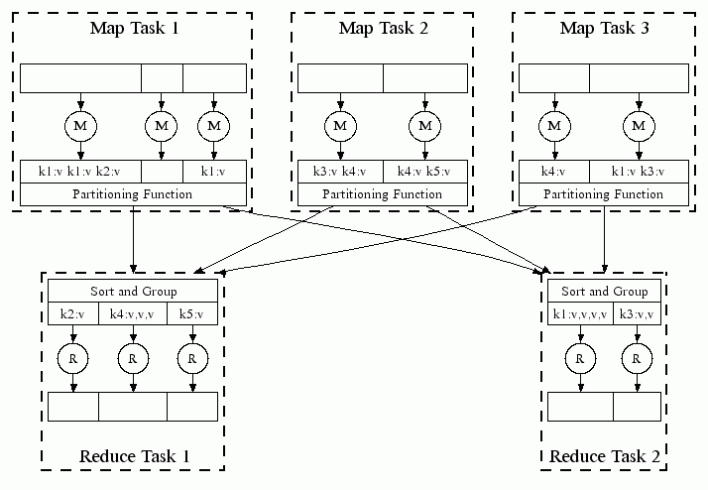 Map Task 1
Map Task 2
Map Task 3
M M M
M M
M M
k1:v k1:v k2:v
k1:v
k3:v k4:v
k4:v k5:v
k4:v
k1:v k3:v
Partitioning Function
Partitioning Function
Partitioning Function
Sort and Group
Sort and Group
k2:v
k4:v,v,v
k5:v
k1:v,v,v,v
k3:v,v
R R R
R R
Reduce Task 1
Reduce Task 2